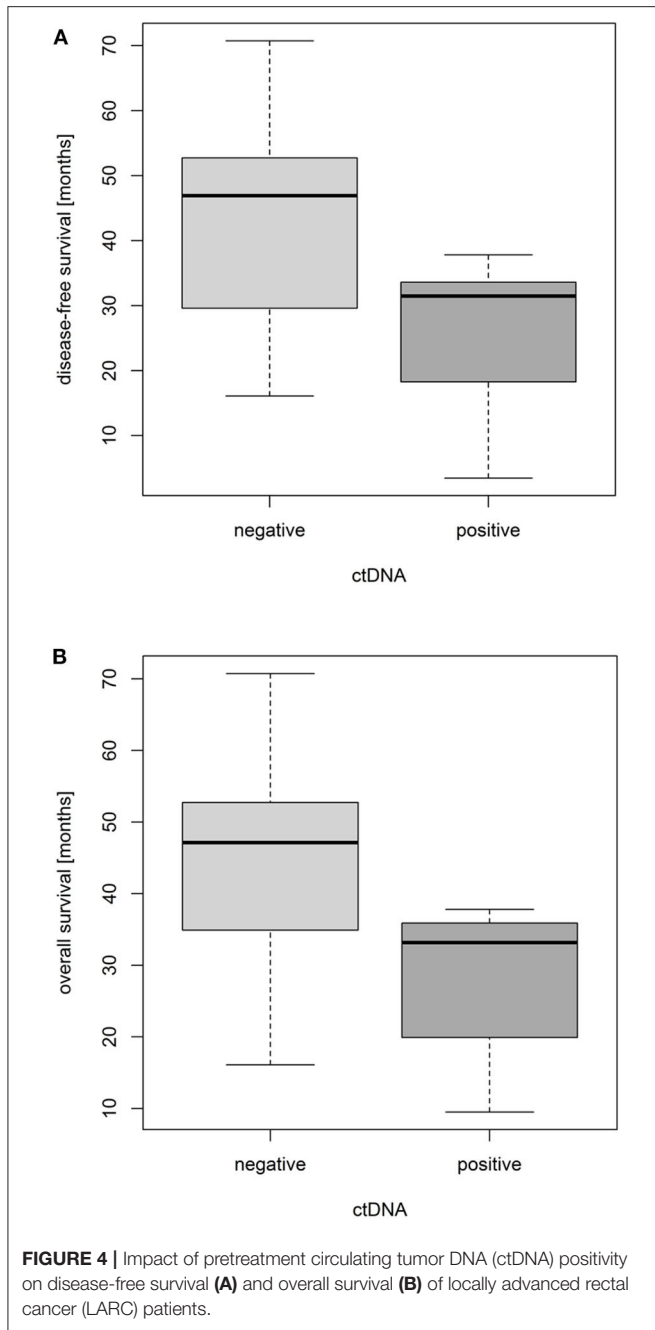 A
disease-free survival [months]
70
60
50
40
30
20
10
negative positive
ctDNA
B
overall survival [months]
70
60
50
40
30
20
10
negative positive
ctDNA
FIGURE 4 | Impact of pretreatment circulating tumor DNA (ctDNA) positivity
on disease-free survival (A) and overall survival (B) of locally advanced rectal
cancer (LARC) patients.